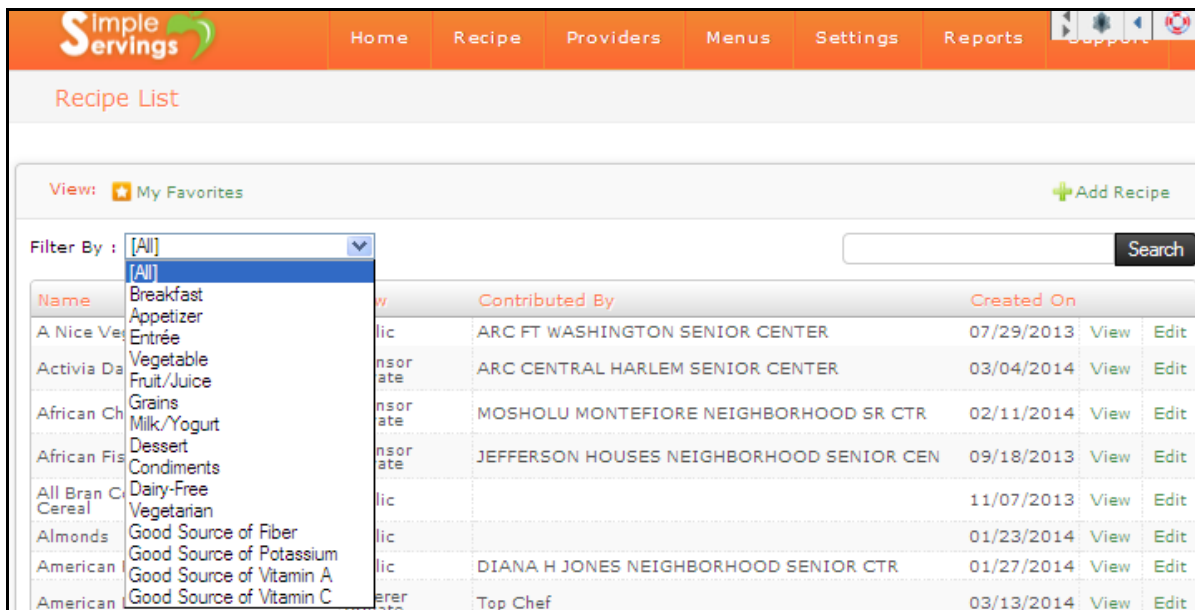 Simple Servings
Home Recipe Providers Menus Settings Reports Support
Recipe List
View: My Favorites Add Recipe
Filter By : [All] Search
[All]
Breakfast
Appetizer
Entrée
Vegetable
Fruit/Juice
Grains
Milk/Yogurt
Dessert
Condiments
Dairy-Free
Vegetarian
Good Source of Fiber
Good Source of Potassium
Good Source of Vitamin A
Good Source of Vitamin C
Name Contributed By Created On
A Nice ARC FT WASHINGTON SENIOR CENTER 07/29/2013 View Edit
Activia ARC CENTRAL HARLEM SENIOR CENTER 03/04/2014 View Edit
African MOSHOLU MONTEFIORE NEIGHBORHOOD SR CTR 02/11/2014 View Edit
African JEFFERSON HOUSES NEIGHBORHOOD SENIOR CEN 09/18/2013 View Edit
All Bran
Cereal 11/07/2013 View Edit
Almonds 01/23/2014 View Edit
American DIANA H JONES NEIGHBORHOOD SENIOR CTR 01/27/2014 View Edit
American Top Chef 03/13/2014 View Edit